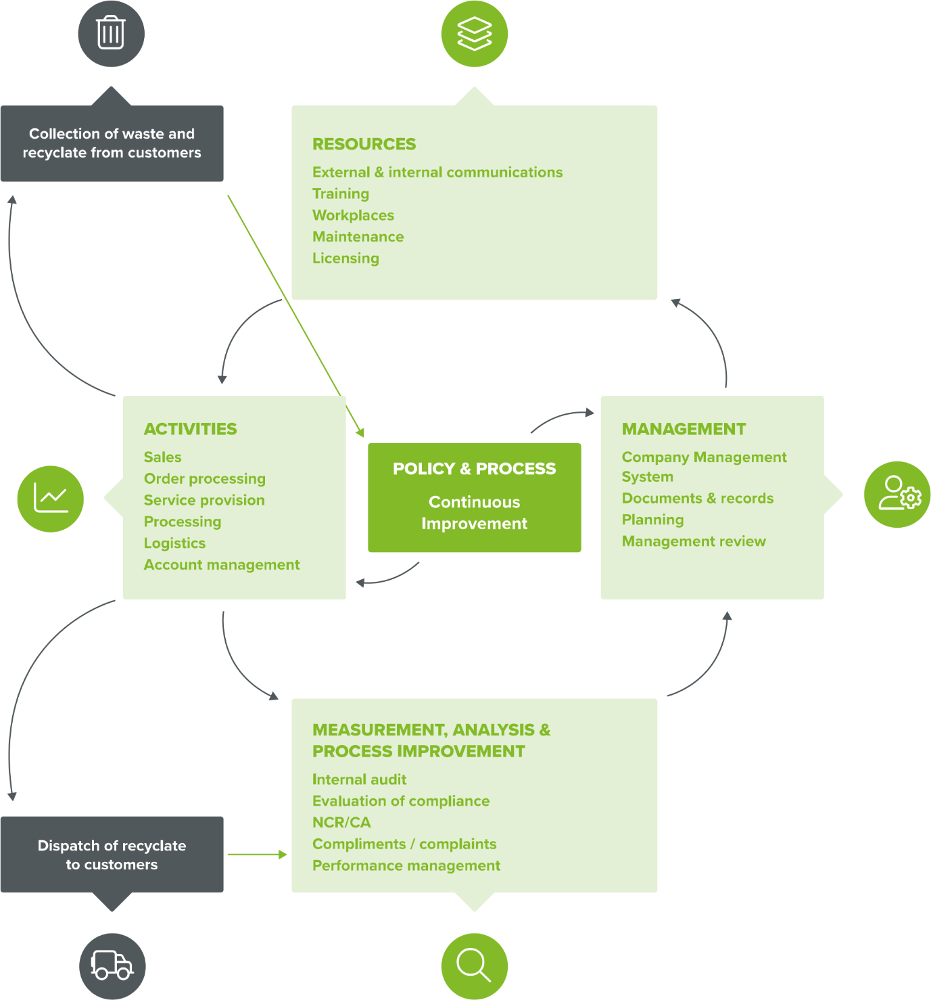 Collection of waste and
recyclate from customers
RESOURCES
External & internal communications
Training
Workplaces
Maintenance
Licensing
ACTIVITIES
Sales
Order processing
Service provision
Processing
Logistics
Account management
POLICY & PROCESS
Continuous
Improvement
MANAGEMENT
Company Management
System
Documents & records
Planning
Management review
MEASUREMENT, ANALYSIS &
PROCESS IMPROVEMENT
Internal audit
Evaluation of compliance
NCR/CA
Compliments / complaints
Performance management
Dispatch of recyclate
to customers